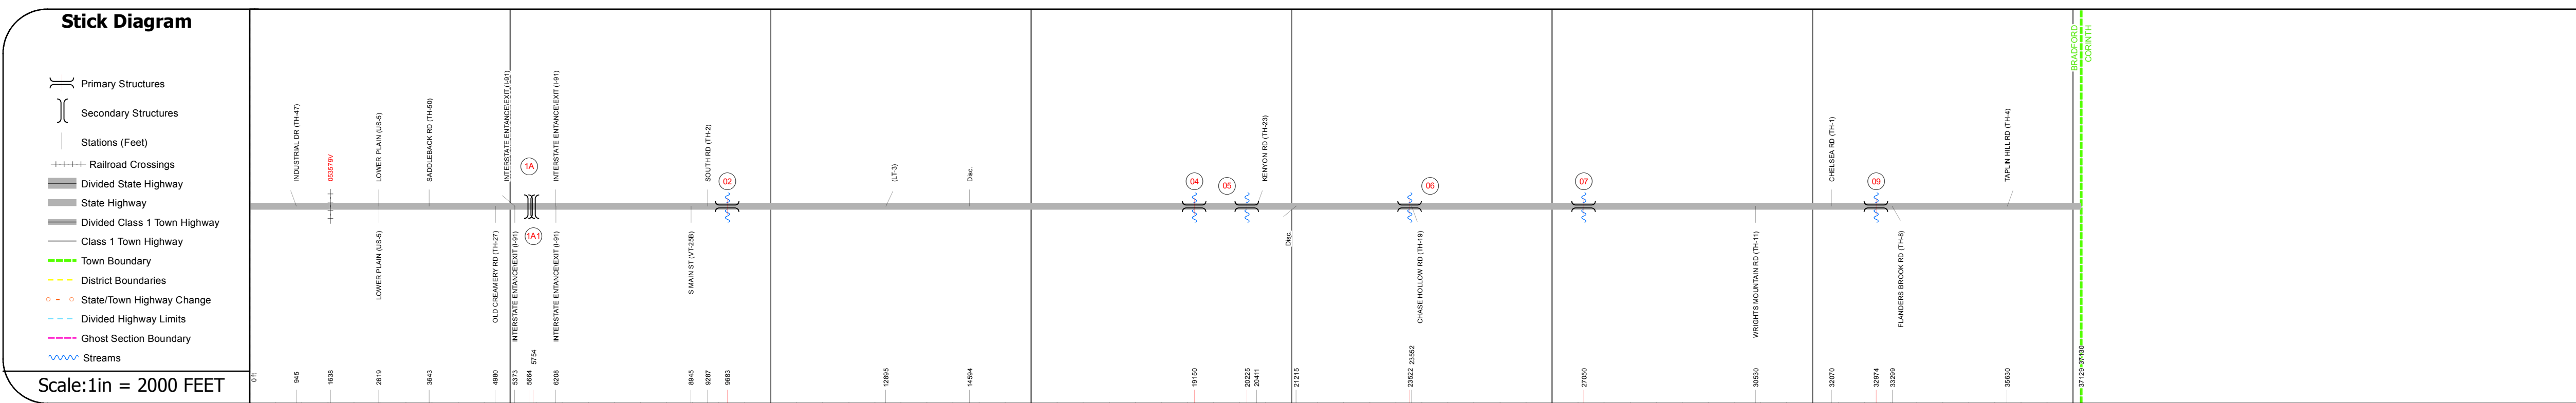 Stick Diagram
Primary Structures
Secondary Structures
Stations (Feet)
Railroad Crossings
Divided State Highway
State Highway
Divided Class 1 Town Highway
Class 1 Town Highway
Town Boundary
District Boundaries
State/Town Highway Change
Divided Highway Limits
Ghost Section Boundary
Streams
Scale:1in = 2000 FEET
INDUSTRIAL DR (TH-47)
053579V
LOWER PLAIN (US-5)
SADDLEBACK RD (TH-50)
INTERSTATE ENTANCE\EXIT (I-91)
1A
INTERSTATE ENTANCE\EXIT (I-91)
SOUTH RD (TH-2)
02
(LT-3)
Disc.
04
05
KENYON RD (TH-23)
06
07
CHELSEA RD (TH-1)
09
TAPLIN HILL RD (TH-4)
BRADFORD
CORINTH
LOWER PLAIN (US-5)
OLD CREAMERY RD (TH-27)
INTERSTATE ENTANCE\EXIT (I-91)
1A1
INTERSTATE ENTANCE\EXIT (I-91)
S MAIN ST (VT-25B)
Disc.
CHASE HOLLOW RD (TH-19)
WRIGHTS MOUNTAIN RD (TH-11)
FLANDERS BROOK RD (TH-8)
0 ft
945
1638
2619
3643
4980
5373
5664
5754
6208
8945
9287
9683
12895
14594
19150
20225
20411
21215
23522
23552
27050
30530
32070
32974
33299
35630
37129
37130